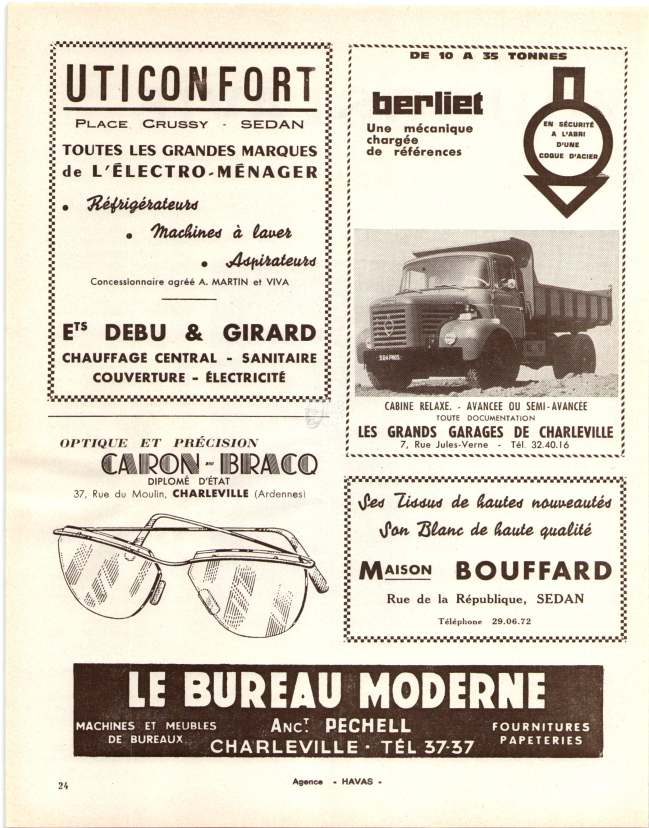 UTICONFORT
PLACE CRUSSY - SEDAN
TOUTES LES GRANDES MARQUES
de L'ÉLECTRO-MÉNAGER
• Réfrigérateurs
• Machines à laver
• Aspirateurs
Concessionnaire agréé A. MARTIN et VIVA
ETS DEBU & GIRARD
CHAUFFAGE CENTRAL - SANITAIRE
COUVERTURE - ÉLECTRICITÉ
DE 10 A 35 TONNES
berliet
Une mécanique
chargée
de références
EN SÉCURITÉ
A L'ABRI
D'UNE
COQUE D'ACIER
CABINE RELAXE. - AVANCEE OU SEMI-AVANCÉE
TOUTE DOCUMENTATION
LES GRANDS GARAGES DE CHARLEVILLE
7, Rue Jules-Verne - Tél. 32.40.16
OPTIQUE ET PRÉCISION
CARON - BRACQ
DIPLOMÉ D'ÉTAT
37, Rue du Moulin, CHARLEVILLE (Ardennes)
Ses Tissus de hautes nouveautés
Son Blanc de haute qualité
MAISON BOUFFARD
Rue de la République, SEDAN
Téléphone 29.06.72
LE BUREAU MODERNE
MACHINES ET MEUBLES
DE BUREAUX
ANCT. PECHELL
CHARLEVILLE - TÉL 37-37
FOURNITURES
PAPETERIES
24
Agence - HAVAS -